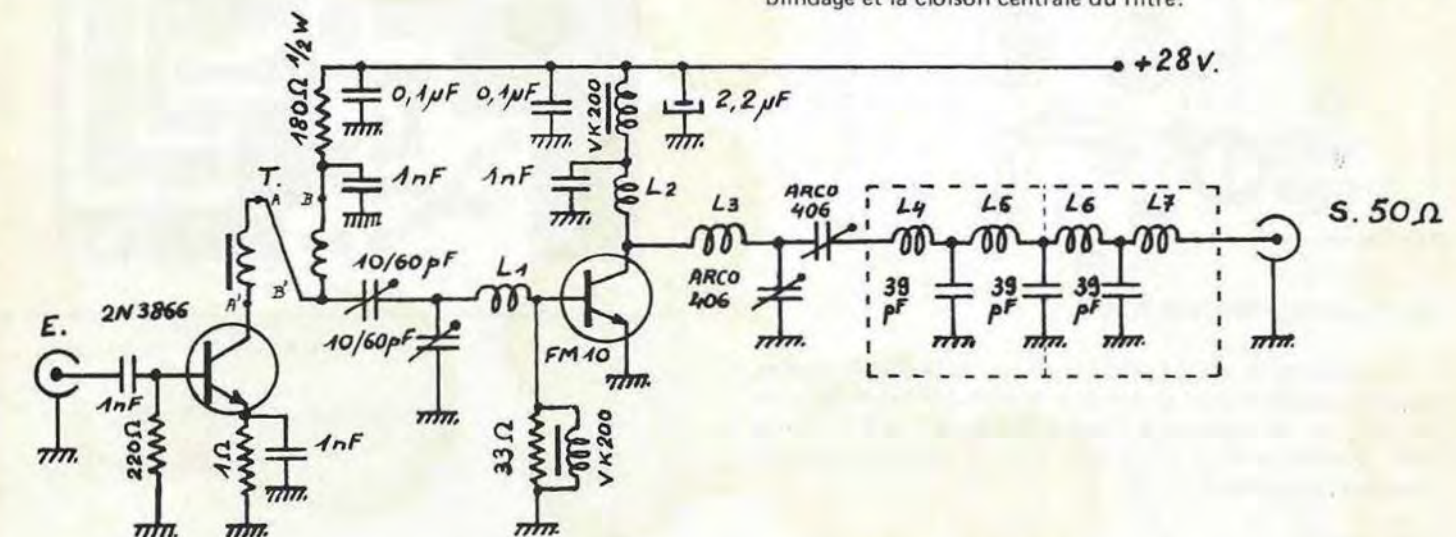 blindage et la cloison centrale du filtre.
+28V.
180Ω 1/2W
0,1µF
0,1µF
VK200
2,2µF
1nF
1nF
T.
A
B
L2
L3
ARCO
406
L4
L5
L6
L7
S. 50Ω
10/60pF
L1
A'
B'
ARCO
406
39
pF
39
pF
39
pF
E.
2N3866
10/60pF
FM10
1nF
220Ω
1Ω
1nF
33Ω
VK200